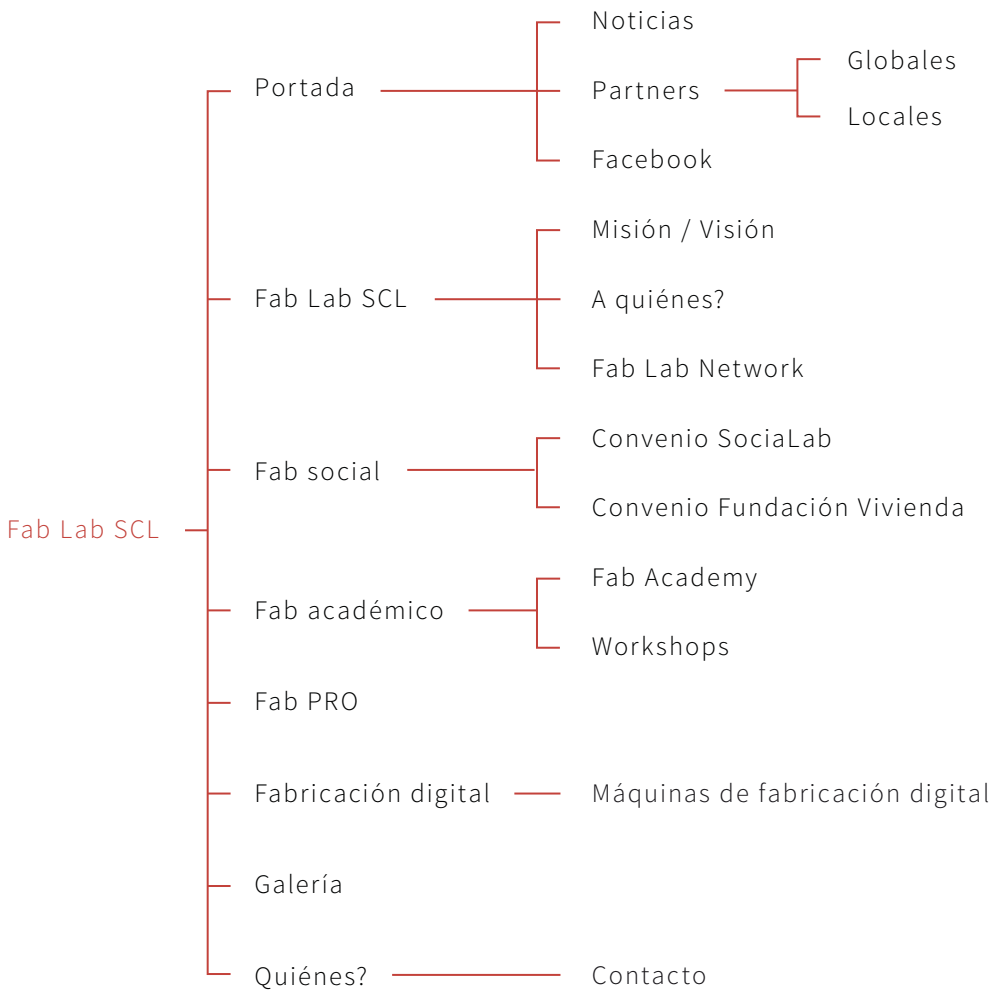 Fab Lab SCL
Portada
Noticias
Partners
Globales
Locales
Facebook
Fab Lab SCL
Misión / Visión
A quiénes?
Fab Lab Network
Fab social
Convenio SociaLab
Convenio Fundación Vivienda
Fab académico
Fab Academy
Workshops
Fab PRO
Fabricación digital
Máquinas de fabricación digital
Galería
Quiénes?
Contacto